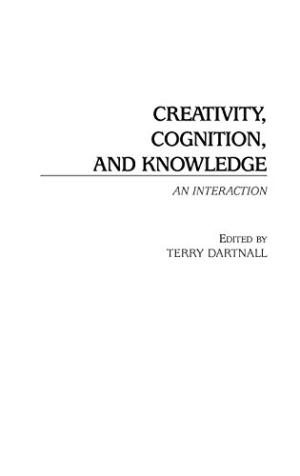 CREATIVITY,
COGNITION,
AND KNOWLEDGE
AN INTERACTION
EDITED BY
TERRY DARTNALL